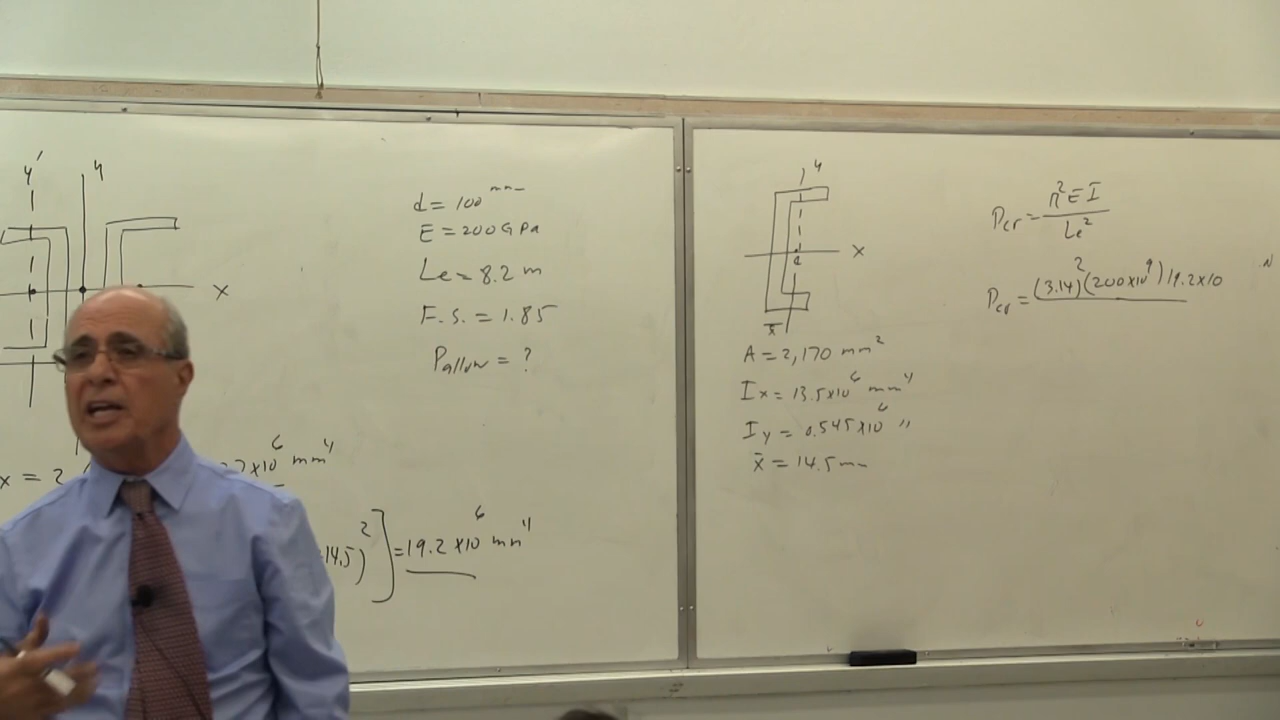 y' y
x
d = 100 mm
E = 200 GPa
Le = 8.2 m
F.S. = 1.85
Pallow = ?
x = 2
7x10⁶ mm⁴
14.5)²] = 19.2x10⁶ mm⁴
y
x
c
x̄
A = 2,170 mm²
Ix = 13.5x10⁶ mm⁴
Iy = 0.545x10⁶ "
x̄ = 14.5 mm
Pcr = π²EI / Le²
Pcr = (3.14)²(200x10⁹)19.2x10